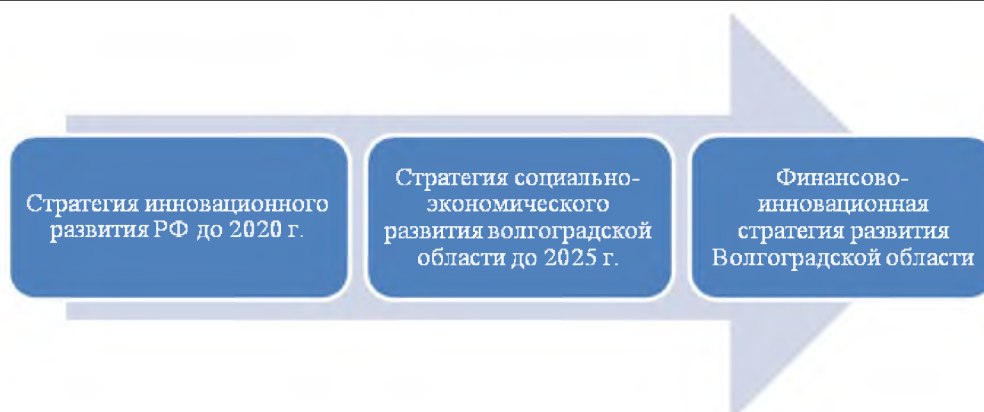 Стратегия инновационного
развития РФ до 2020 г.
Стратегия социально-
экономического
развития волгоградской
области до 2025 г.
Финансово-
инновационная
стратегия развития
Волгоградской области